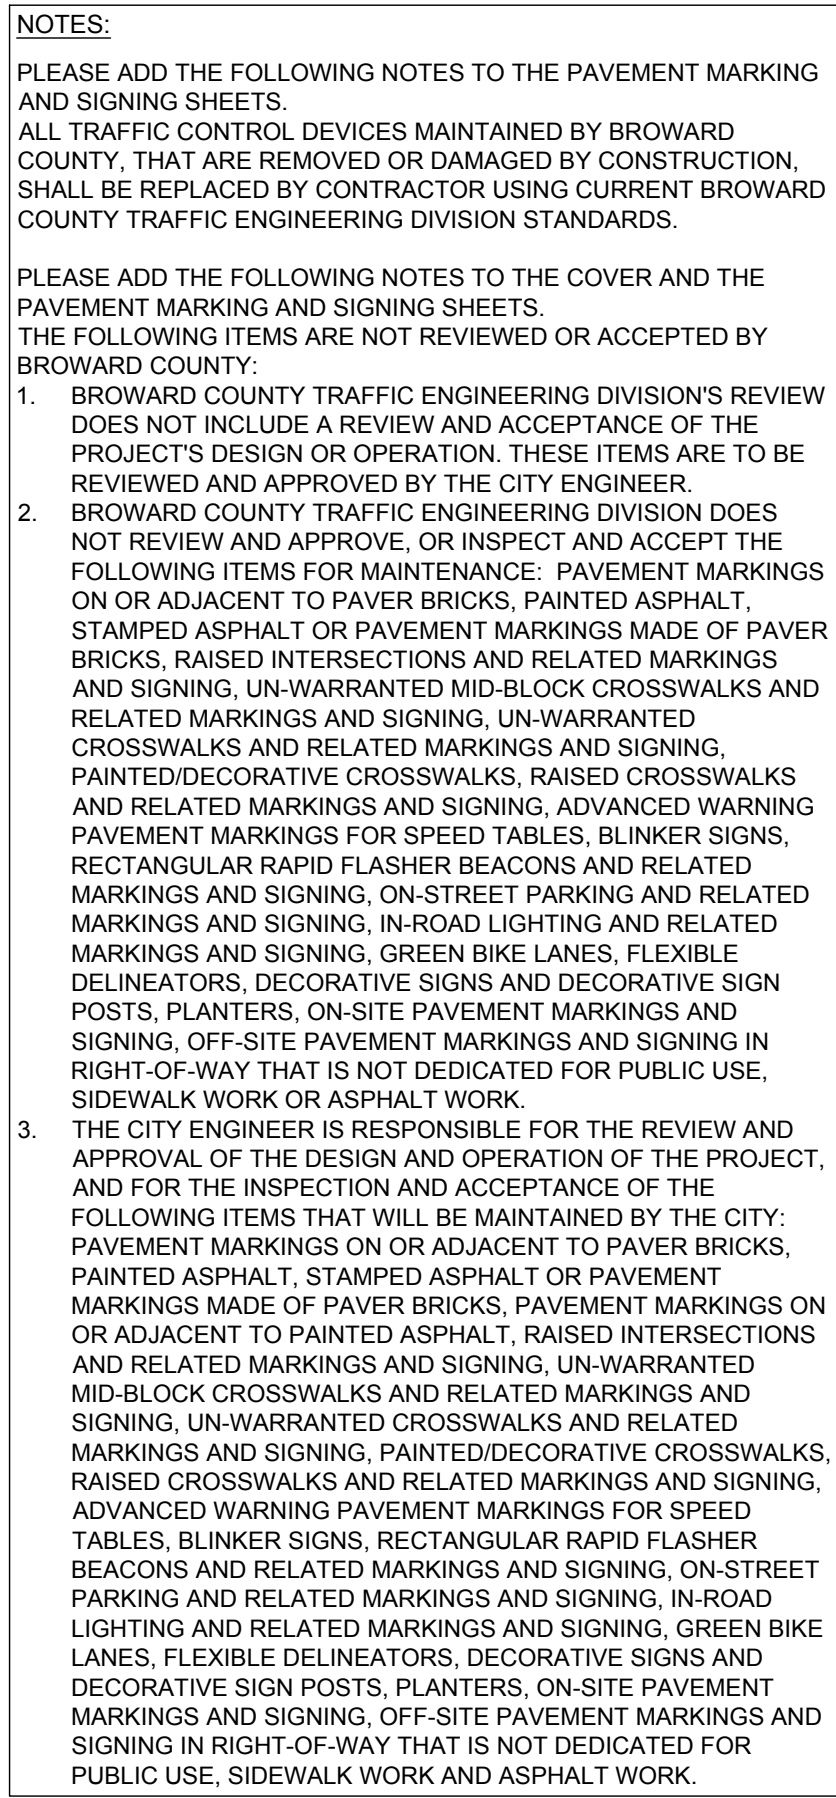 NOTES:
PLEASE ADD THE FOLLOWING NOTES TO THE PAVEMENT MARKING
AND SIGNING SHEETS.
ALL TRAFFIC CONTROL DEVICES MAINTAINED BY BROWARD
COUNTY, THAT ARE REMOVED OR DAMAGED BY CONSTRUCTION,
SHALL BE REPLACED BY CONTRACTOR USING CURRENT BROWARD
COUNTY TRAFFIC ENGINEERING DIVISION STANDARDS.
PLEASE ADD THE FOLLOWING NOTES TO THE COVER AND THE
PAVEMENT MARKING AND SIGNING SHEETS.
THE FOLLOWING ITEMS ARE NOT REVIEWED OR ACCEPTED BY
BROWARD COUNTY:
1. BROWARD COUNTY TRAFFIC ENGINEERING DIVISION'S REVIEW
DOES NOT INCLUDE A REVIEW AND ACCEPTANCE OF THE
PROJECT'S DESIGN OR OPERATION. THESE ITEMS ARE TO BE
REVIEWED AND APPROVED BY THE CITY ENGINEER.
2. BROWARD COUNTY TRAFFIC ENGINEERING DIVISION DOES
NOT REVIEW AND APPROVE, OR INSPECT AND ACCEPT THE
FOLLOWING ITEMS FOR MAINTENANCE: PAVEMENT MARKINGS
ON OR ADJACENT TO PAVER BRICKS, PAINTED ASPHALT,
STAMPED ASPHALT OR PAVEMENT MARKINGS MADE OF PAVER
BRICKS, RAISED INTERSECTIONS AND RELATED MARKINGS
AND SIGNING, UN-WARRANTED MID-BLOCK CROSSWALKS AND
RELATED MARKINGS AND SIGNING, UN-WARRANTED
CROSSWALKS AND RELATED MARKINGS AND SIGNING,
PAINTED/DECORATIVE CROSSWALKS, RAISED CROSSWALKS
AND RELATED MARKINGS AND SIGNING, ADVANCED WARNING
PAVEMENT MARKINGS FOR SPEED TABLES, BLINKER SIGNS,
RECTANGULAR RAPID FLASHER BEACONS AND RELATED
MARKINGS AND SIGNING, ON-STREET PARKING AND RELATED
MARKINGS AND SIGNING, IN-ROAD LIGHTING AND RELATED
MARKINGS AND SIGNING, GREEN BIKE LANES, FLEXIBLE
DELINEATORS, DECORATIVE SIGNS AND DECORATIVE SIGN
POSTS, PLANTERS, ON-SITE PAVEMENT MARKINGS AND
SIGNING, OFF-SITE PAVEMENT MARKINGS AND SIGNING IN
RIGHT-OF-WAY THAT IS NOT DEDICATED FOR PUBLIC USE,
SIDEWALK WORK OR ASPHALT WORK.
3. THE CITY ENGINEER IS RESPONSIBLE FOR THE REVIEW AND
APPROVAL OF THE DESIGN AND OPERATION OF THE PROJECT,
AND FOR THE INSPECTION AND ACCEPTANCE OF THE
FOLLOWING ITEMS THAT WILL BE MAINTAINED BY THE CITY:
PAVEMENT MARKINGS ON OR ADJACENT TO PAVER BRICKS,
PAINTED ASPHALT, STAMPED ASPHALT OR PAVEMENT
MARKINGS MADE OF PAVER BRICKS, PAVEMENT MARKINGS ON
OR ADJACENT TO PAINTED ASPHALT, RAISED INTERSECTIONS
AND RELATED MARKINGS AND SIGNING, UN-WARRANTED
MID-BLOCK CROSSWALKS AND RELATED MARKINGS AND
SIGNING, UN-WARRANTED CROSSWALKS AND RELATED
MARKINGS AND SIGNING, PAINTED/DECORATIVE CROSSWALKS,
RAISED CROSSWALKS AND RELATED MARKINGS AND SIGNING,
ADVANCED WARNING PAVEMENT MARKINGS FOR SPEED
TABLES, BLINKER SIGNS, RECTANGULAR RAPID FLASHER
BEACONS AND RELATED MARKINGS AND SIGNING, ON-STREET
PARKING AND RELATED MARKINGS AND SIGNING, IN-ROAD
LIGHTING AND RELATED MARKINGS AND SIGNING, GREEN BIKE
LANES, FLEXIBLE DELINEATORS, DECORATIVE SIGNS AND
DECORATIVE SIGN POSTS, PLANTERS, ON-SITE PAVEMENT
MARKINGS AND SIGNING, OFF-SITE PAVEMENT MARKINGS AND
SIGNING IN RIGHT-OF-WAY THAT IS NOT DEDICATED FOR
PUBLIC USE, SIDEWALK WORK AND ASPHALT WORK.